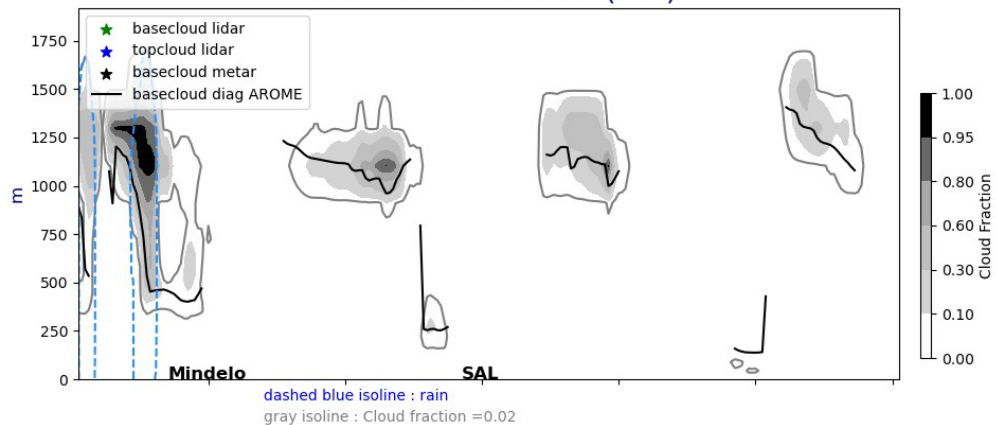 basecloud lidar
topcloud lidar
basecloud metar
basecloud diag AROME
1750
1500
1250
1000
750
500
250
0
m
Mindelo
SAL
1.00
0.95
0.80
0.60
0.30
0.10
0.00
Cloud Fraction
dashed blue isoline : rain
gray isoline : Cloud fraction =0.02